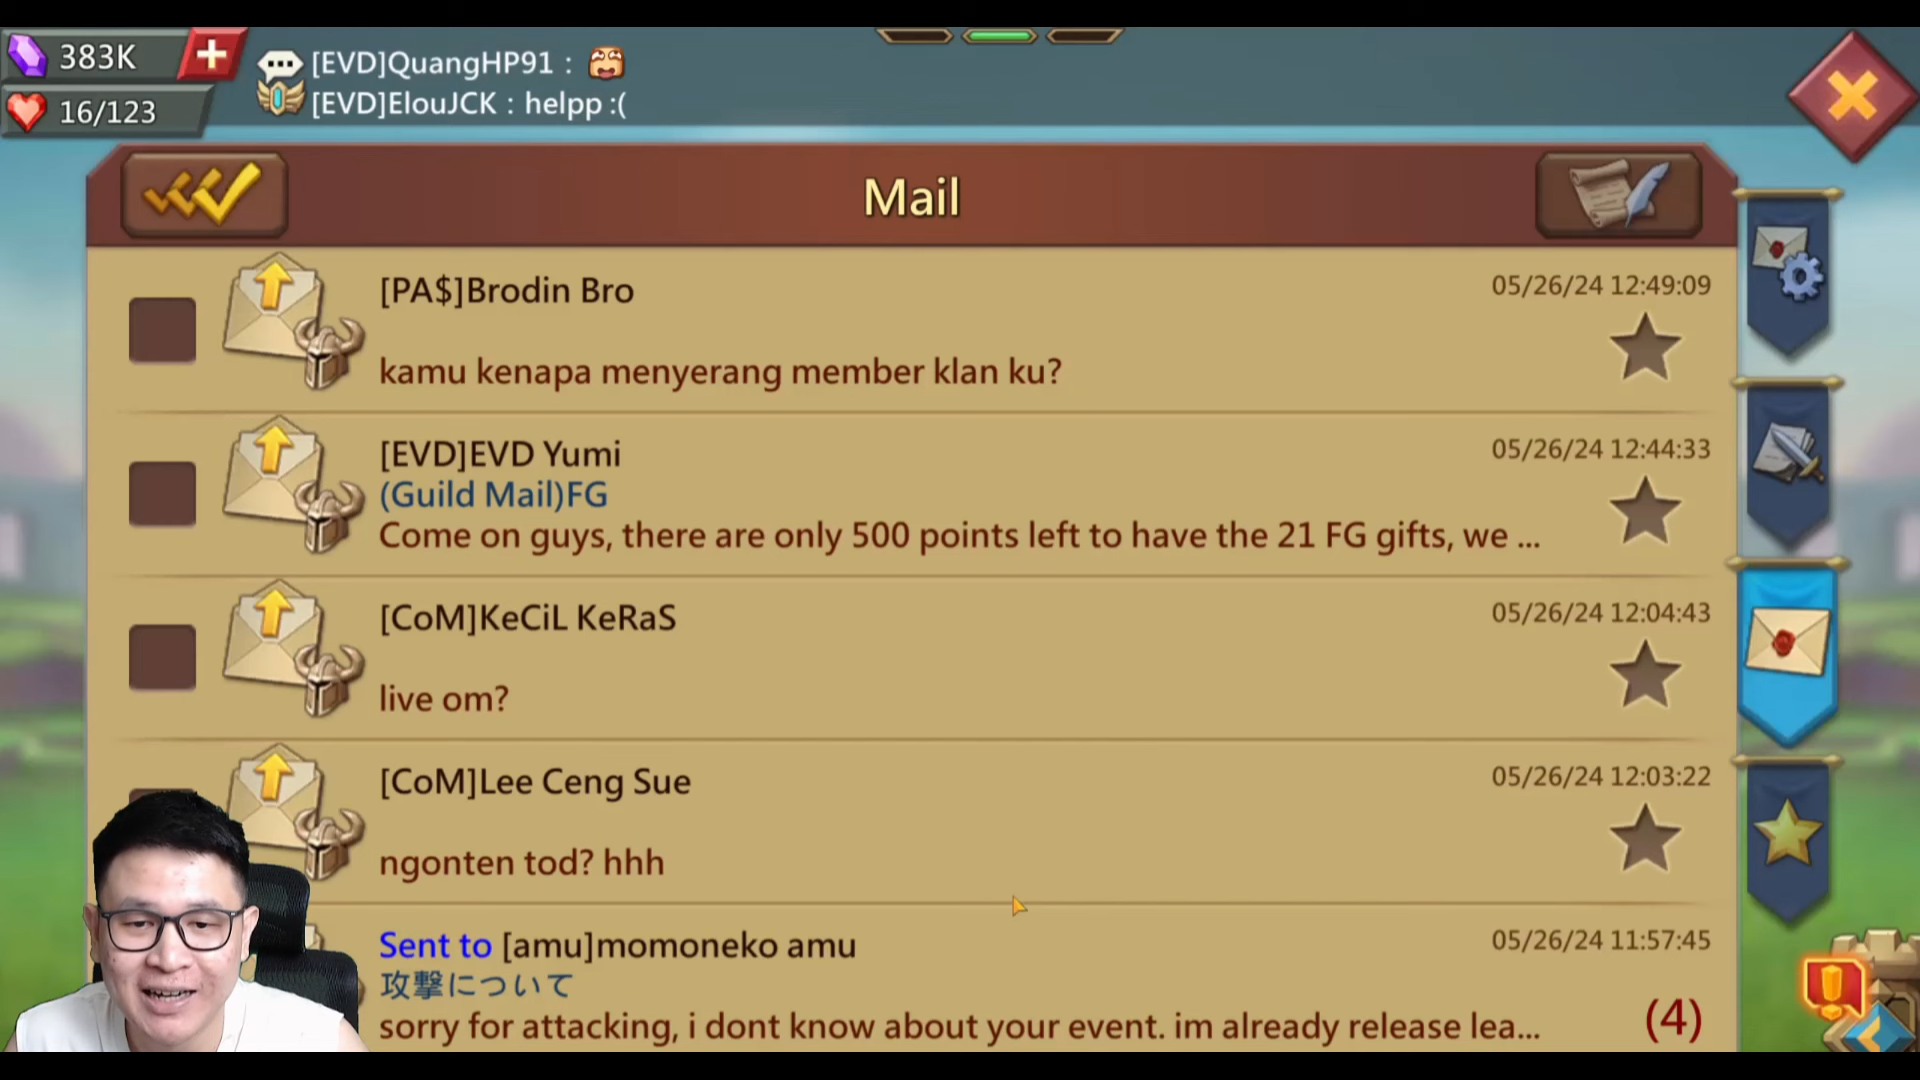 383K
16/123
[EVD]QuangHP91 :
[EVD]ElouJCK : helpp :(
Mail
[PA$]Brodin Bro
05/26/24 12:49:09
kamu kenapa menyerang member klan ku?
[EVD]EVD Yumi
05/26/24 12:44:33
(Guild Mail)FG
Come on guys, there are only 500 points left to have the 21 FG gifts, we ...
[CoM]KeCiL KeRaS
05/26/24 12:04:43
live om?
[CoM]Lee Ceng Sue
05/26/24 12:03:22
ngonten tod? hhh
Sent to [amu]momoneko amu
05/26/24 11:57:45
攻撃について
sorry for attacking, i dont know about your event. im already release lea...
(4)